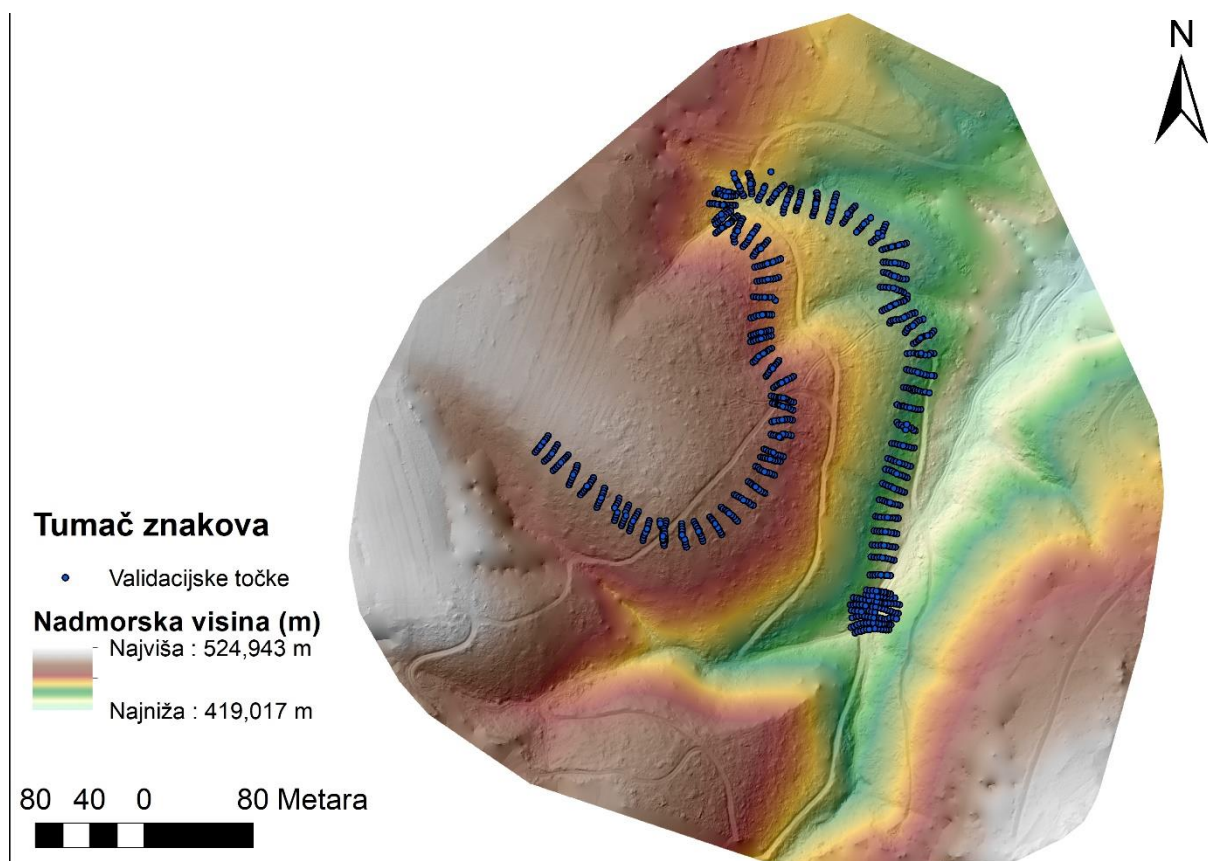 N
Tumač znakova
Validacijske točke
Nadmorska visina (m)
Najviša : 524,943 m
Najniža : 419,017 m
80 40 0 80 Metara